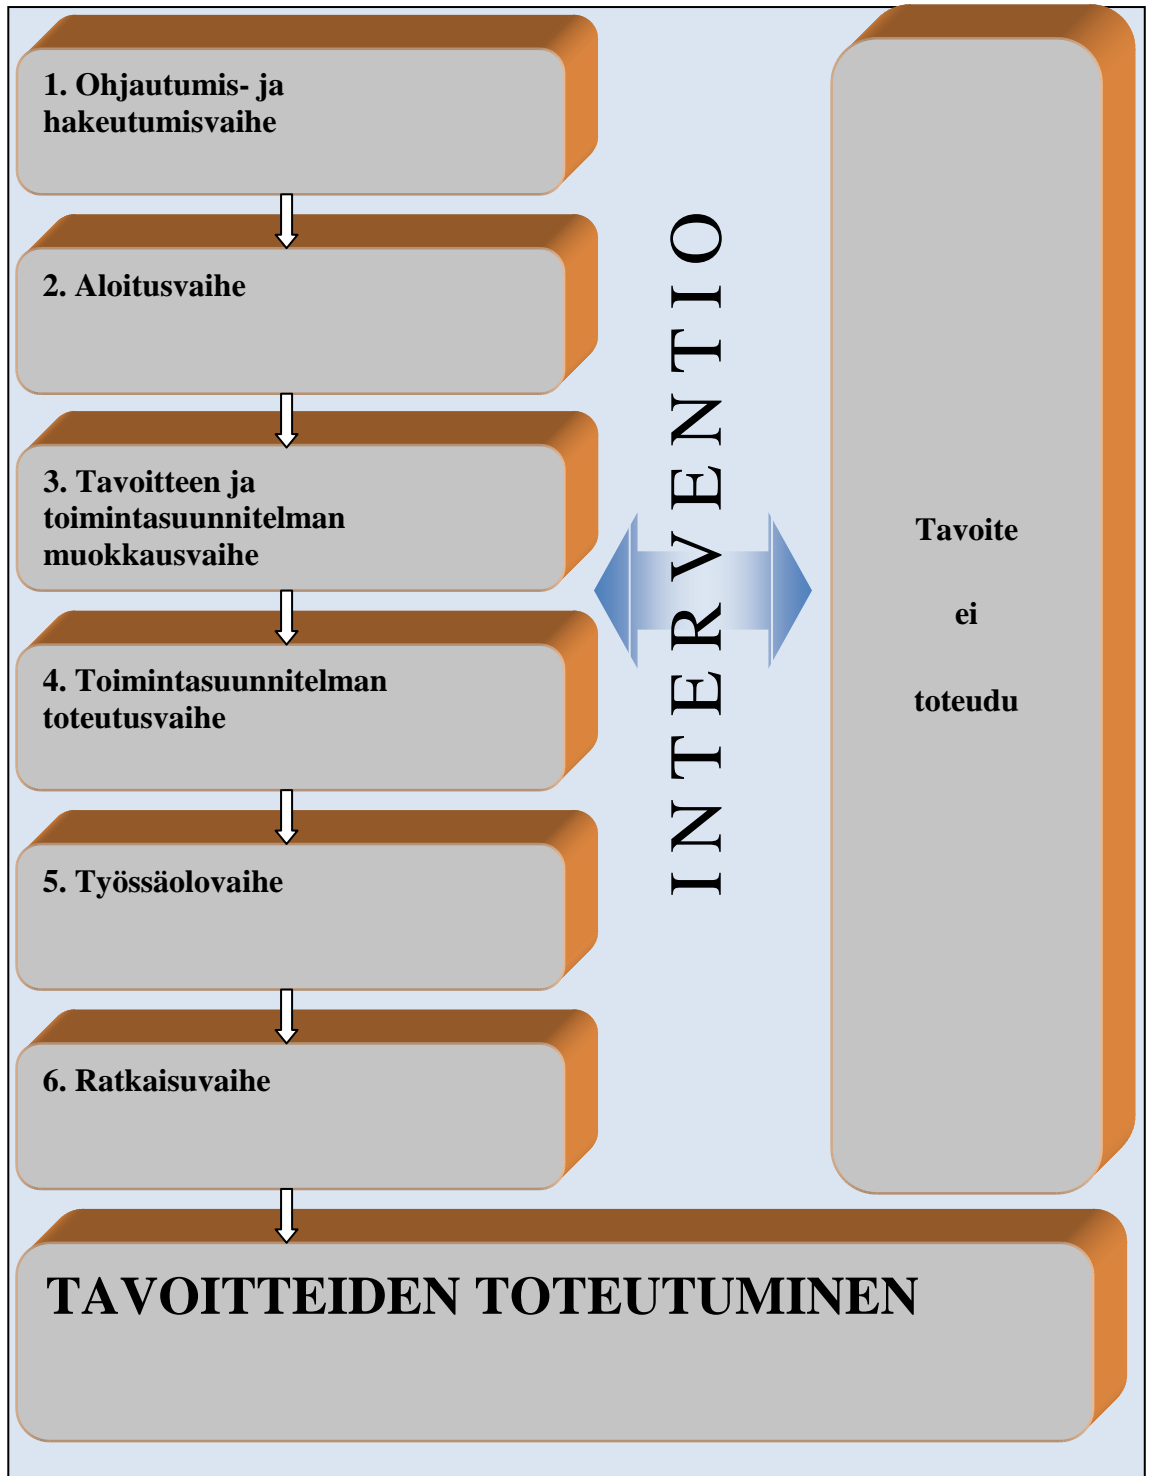 1. Ohjautumis- ja
hakeutumisvaihe
2. Aloitusvaihe
3. Tavoitteen ja
toimintasuunnitelman
muokkausvaihe
4. Toimintasuunnitelman
toteutusvaihe
5. Työssäolovaihe
6. Ratkaisuvaihe
INTERVENTIO
Tavoite
ei
toteudu
TAVOITTEIDEN TOTEUTUMINEN